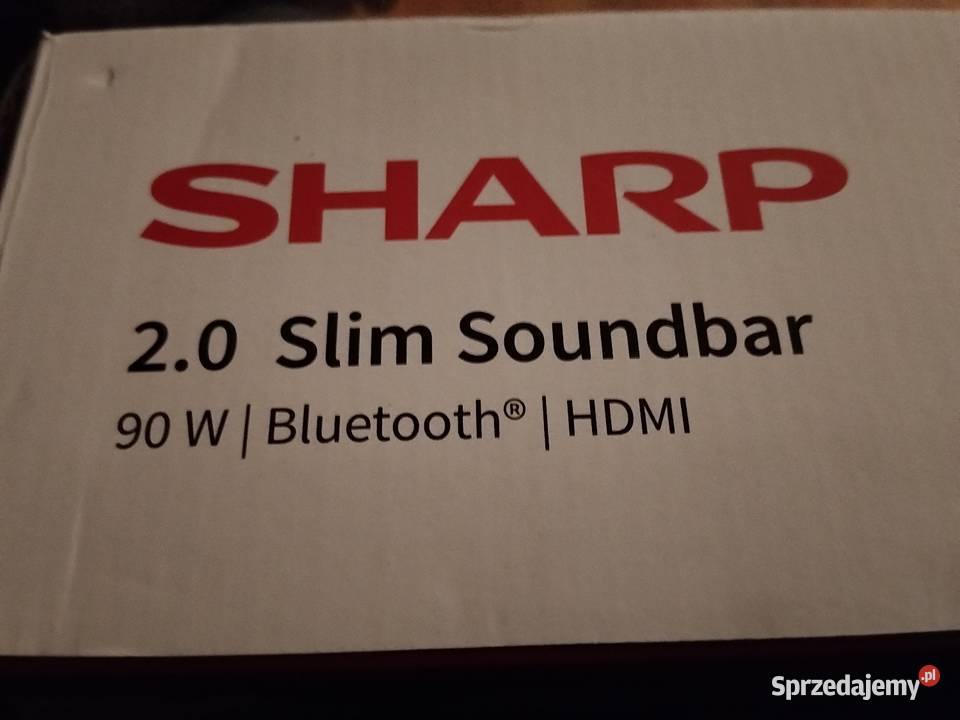 SHARP
2.0 Slim Soundbar
90 W | Bluetooth® | HDMI
Sprzedajemy.pl